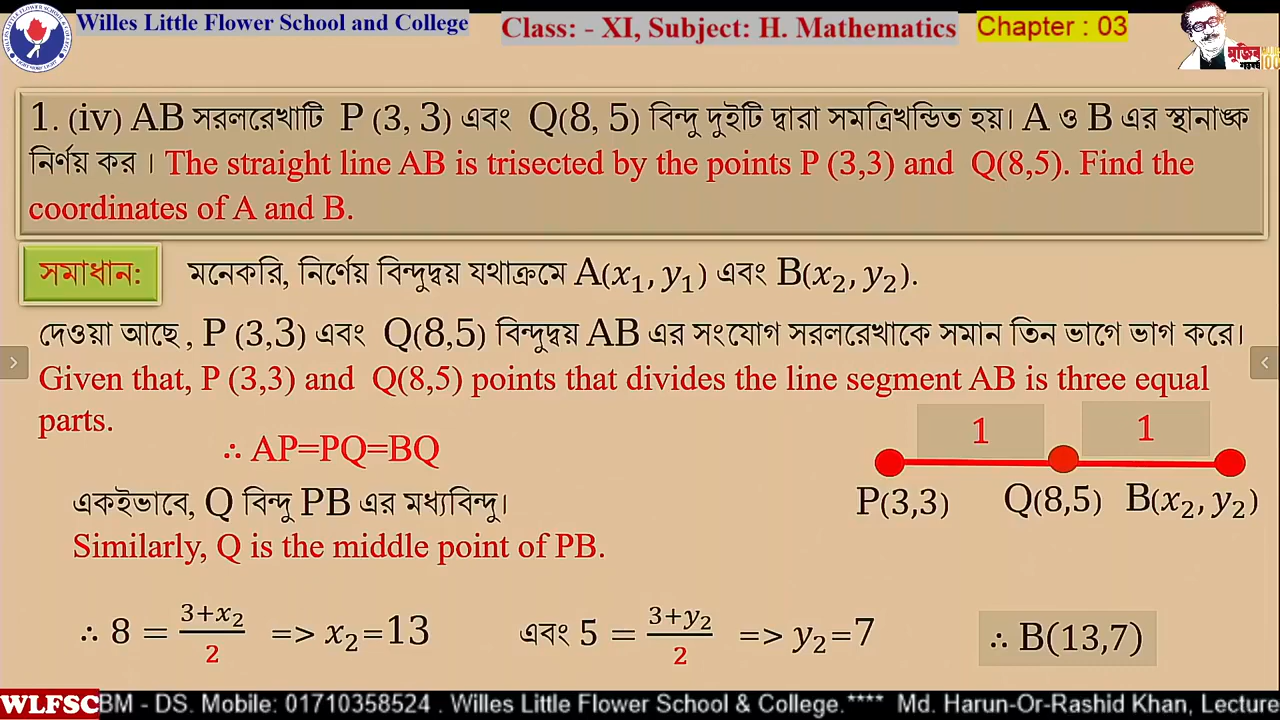 Willes Little Flower School and College
Class: - XI, Subject: H. Mathematics
Chapter : 03
মুজিব
শতবর্ষ
100
1. (iv) AB সরলরেখাটি P (3, 3) এবং Q(8, 5) বিন্দু দুইটি দ্বারা সমত্রিখন্ডিত হয়। A ও B এর স্থানাঙ্ক
নির্ণয় কর । The straight line AB is trisected by the points P (3,3) and Q(8,5). Find the
coordinates of A and B.
সমাধান: মনেকরি, নির্ণেয় বিন্দুদ্বয় যথাক্রমে A(x₁, y₁) এবং B(x₂, y₂).
দেওয়া আছে , P (3,3) এবং Q(8,5) বিন্দুদ্বয় AB এর সংযোগ সরলরেখাকে সমান তিন ভাগে ভাগ করে।
Given that, P (3,3) and Q(8,5) points that divides the line segment AB is three equal
parts.
∴ AP=PQ=BQ
1 1
P(3,3) Q(8,5) B(x₂, y₂)
একইভাবে, Q বিন্দু PB এর মধ্যবিন্দু।
Similarly, Q is the middle point of PB.
∴ 8 = (3+x₂)/2 => x₂=13 এবং 5 = (3+y₂)/2 => y₂=7 ∴ B(13,7)
WLFSC BM - DS. Mobile: 01710358524 . Willes Little Flower School & College.**** Md. Harun-Or-Rashid Khan, Lecture